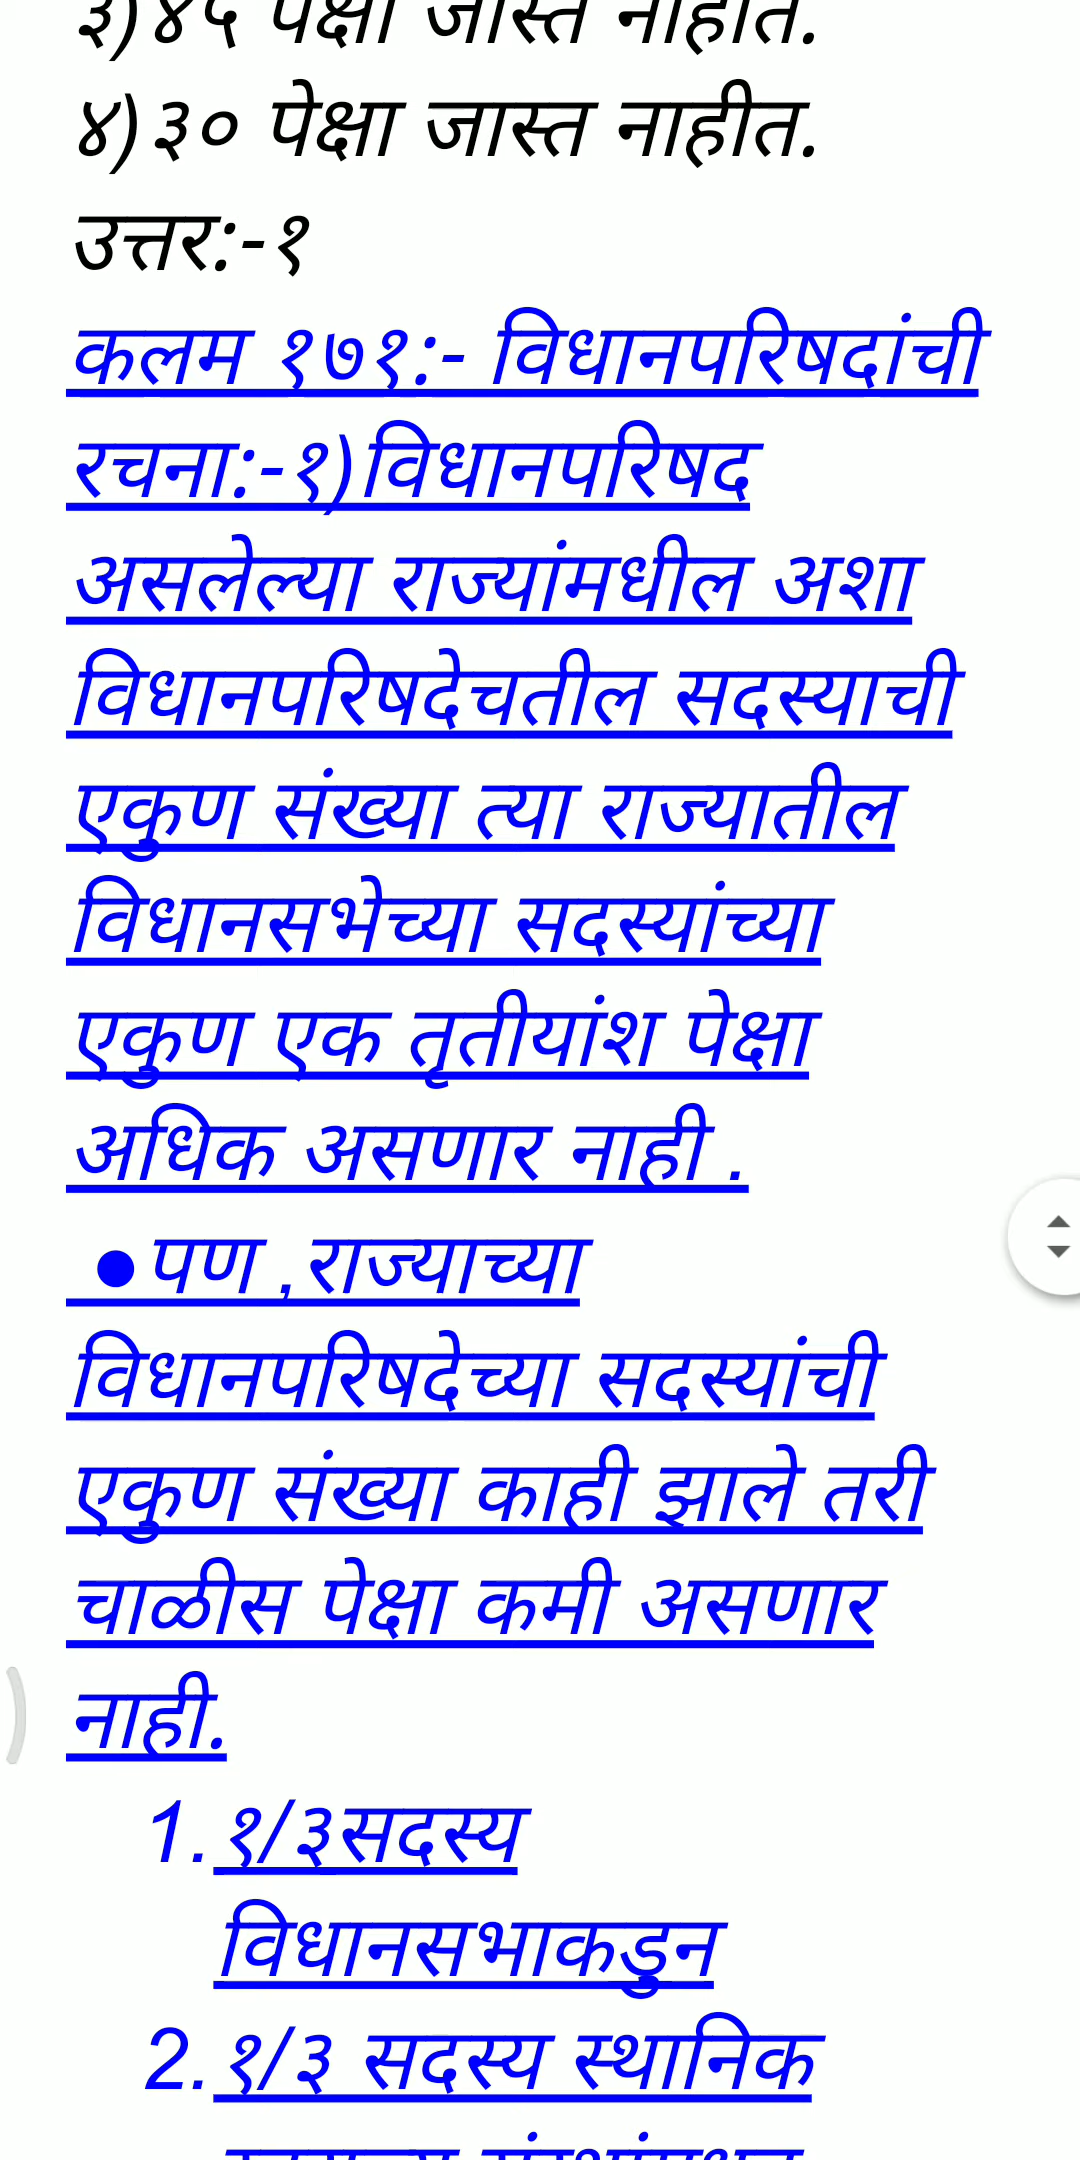 ३)४५ पेक्षा जास्त नाहीत.
४)३० पेक्षा जास्त नाहीत.
उत्तर:-१
कलम १७१:- विधानपरिषदांची
रचना:-१)विधानपरिषद
असलेल्या राज्यांमधील अशा
विधानपरिषदेचतील सदस्याची
एकुण संख्या त्या राज्यातील
विधानसभेच्या सदस्यांच्या
एकुण एक तृतीयांश पेक्षा
अधिक असणार नाही .
●पण ,राज्याच्या
विधानपरिषदेच्या सदस्यांची
एकुण संख्या काही झाले तरी
चाळीस पेक्षा कमी असणार
नाही.
1. १/३सदस्य
विधानसभाकडुन
2. १/३ सदस्य स्थानिक